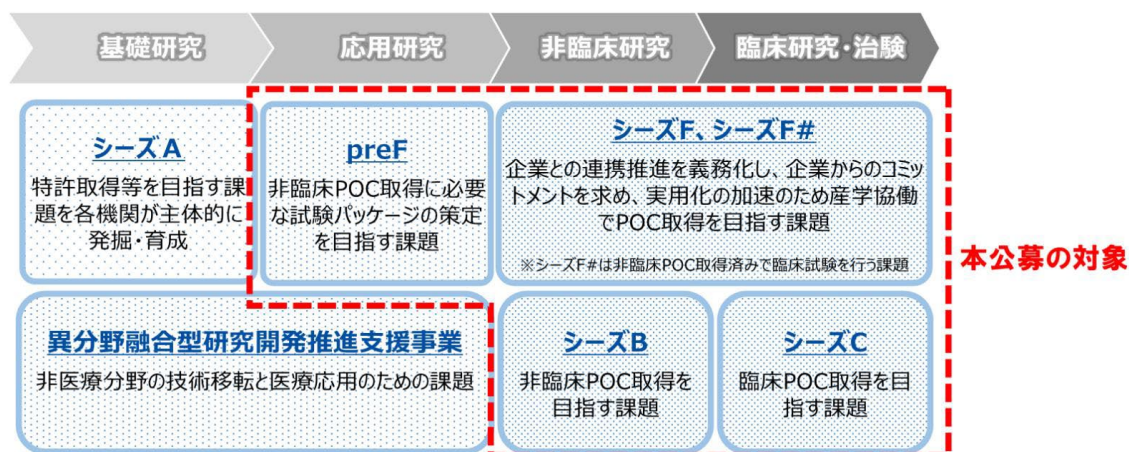 基礎研究
応用研究
非臨床研究
臨床研究・治験
シーズA
特許取得等を目指す課
題を各機関が主体的に
発掘・育成
preF
非臨床POC取得に必要
な試験パッケージの策定
を目指す課題
シーズF、シーズF#
企業との連携推進を義務化し、企業からのコミッ
トメントを求め、実用化の加速のため産学協働
でPOC取得を目指す課題
※シーズF#は非臨床POC取得済みで臨床試験を行う課題
本公募の対象
異分野融合型研究開発推進支援事業
非医療分野の技術移転と医療応用のための課題
シーズB
非臨床POC取得を
目指す課題
シーズC
臨床POC取得を目
指す課題